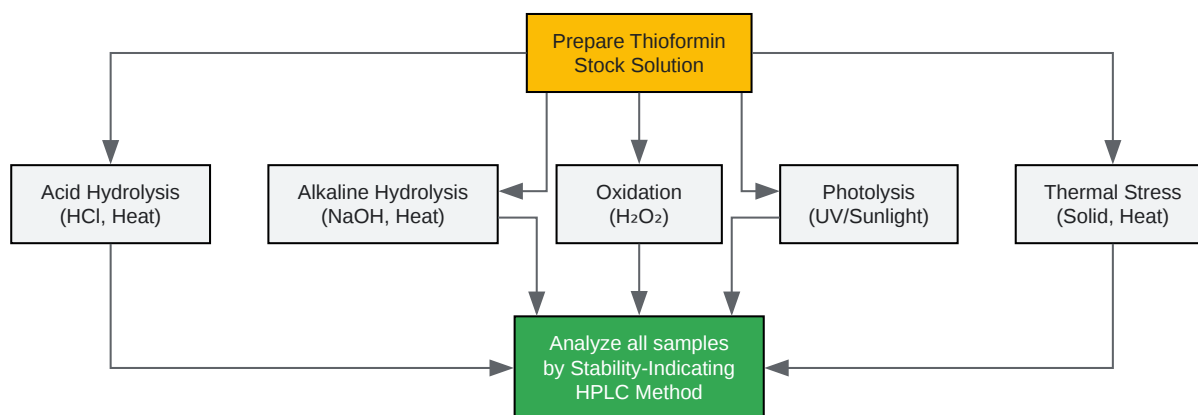 Prepare Thioformin
Stock Solution
Acid Hydrolysis
(HCl, Heat)
Alkaline Hydrolysis
(NaOH, Heat)
Oxidation
(H₂O₂)
Photolysis
(UV/Sunlight)
Thermal Stress
(Solid, Heat)
Analyze all samples
by Stability-Indicating
HPLC Method